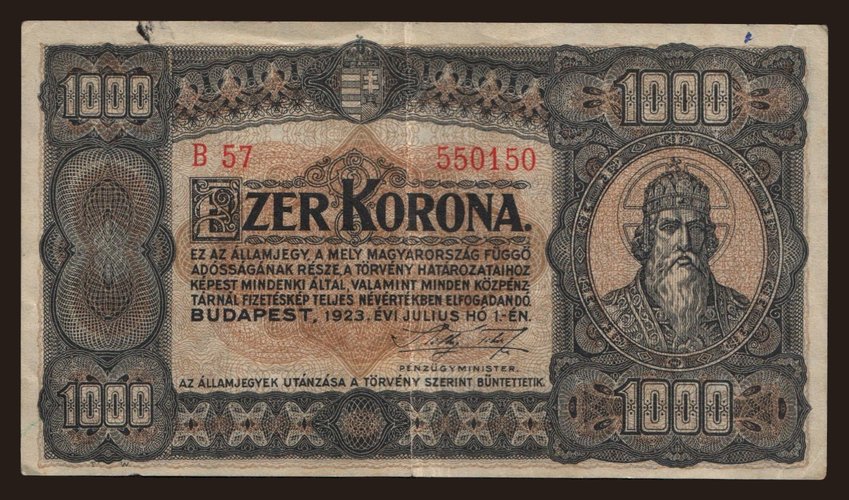 1000
1000
B 57 550150
EZER KORONA.
EZ AZ ÁLLAMJEGY, A MELY MAGYARORSZÁG FÜGGŐ
ADÓSSÁGÁNAK RÉSZE, A TÖRVÉNY HATÁROZATAIHOZ
KÉPEST MINDENKI ÁLTAL, VALAMINT MINDEN KÖZPÉNZ-
TÁRNÁL FIZETÉSKÉP TELJES NÉVÉRTÉKBEN ELFOGADANDÓ.
BUDAPEST, 1923. ÉVI JULIUS HÓ 1.-ÉN.
PÉNZÜGYMINISTER.
AZ ÁLLAMJEGYEK UTÁNZÁSA A TÖRVÉNY SZERINT BÜNTETTETIK.
1000
1000